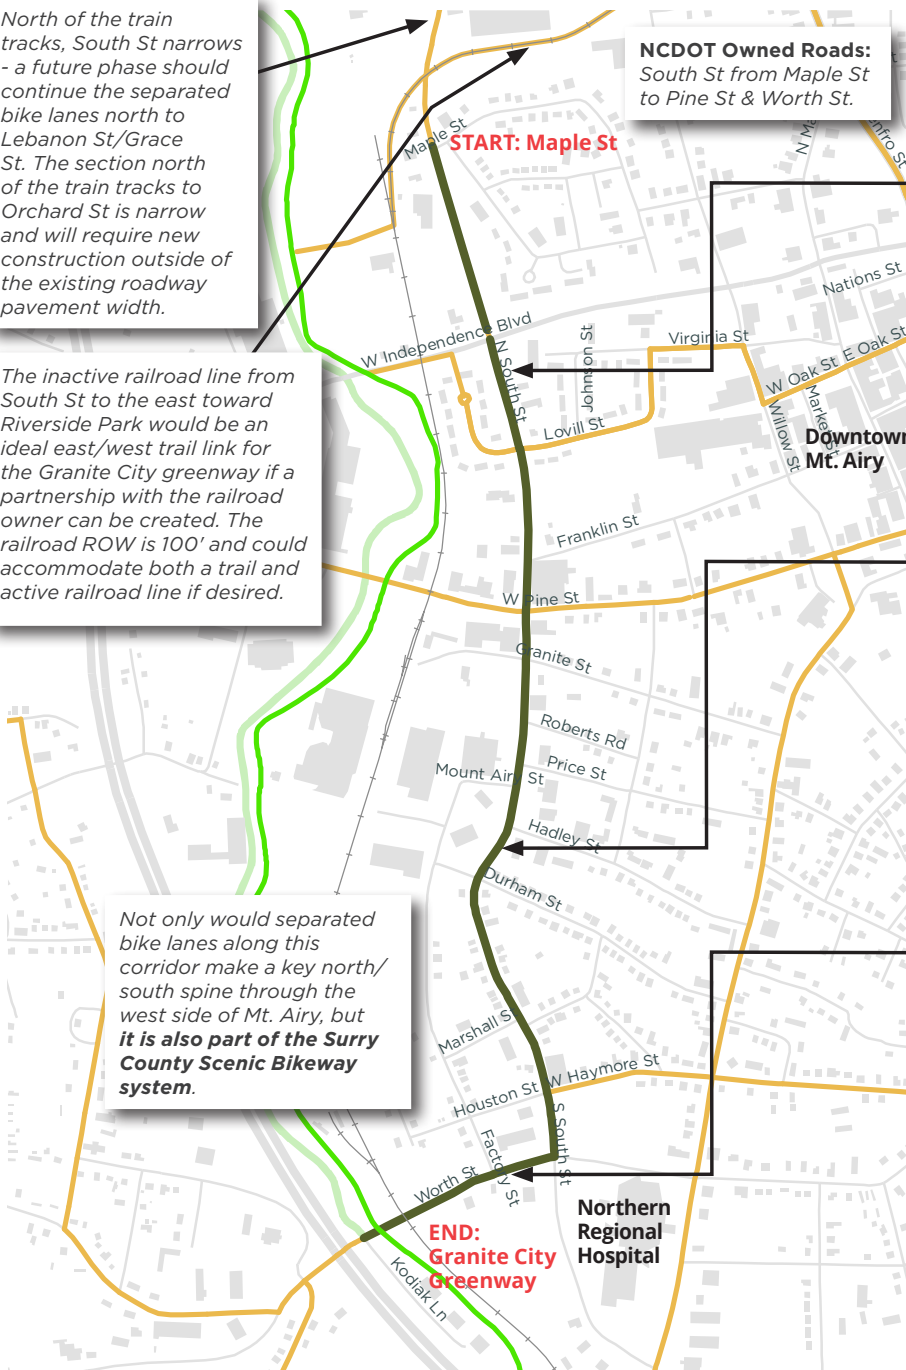 North of the train
tracks, South St narrows
- a future phase should
continue the separated
bike lanes north to
Lebanon St/Grace
St. The section north
of the train tracks to
Orchard St is narrow
and will require new
construction outside of
the existing roadway
pavement width.
NCDOT Owned Roads:
South St from Maple St
to Pine St & Worth St.
Maple St
START: Maple St
Nations St
W Independence Blvd
N South St
Johnson St
Virginia St
W Oak St
E Oak St
Market St
Willow St
Lovill St
Downtown
Mt. Airy
The inactive railroad line from
South St to the east toward
Riverside Park would be an
ideal east/west trail link for
the Granite City greenway if a
partnership with the railroad
owner can be created. The
railroad ROW is 100' and could
accommodate both a trail and
active railroad line if desired.
Franklin St
W Pine St
Granite St
Roberts Rd
Price St
Mount Airy St
Hadley St
Durham St
Not only would separated
bike lanes along this
corridor make a key north/
south spine through the
west side of Mt. Airy, but
it is also part of the Surry
County Scenic Bikeway
system.
Marshall St
W Haymore St
Houston St
S South St
Factory St
Worth St
Northern
Regional
Hospital
END:
Granite City
Greenway
Kodiak Ln